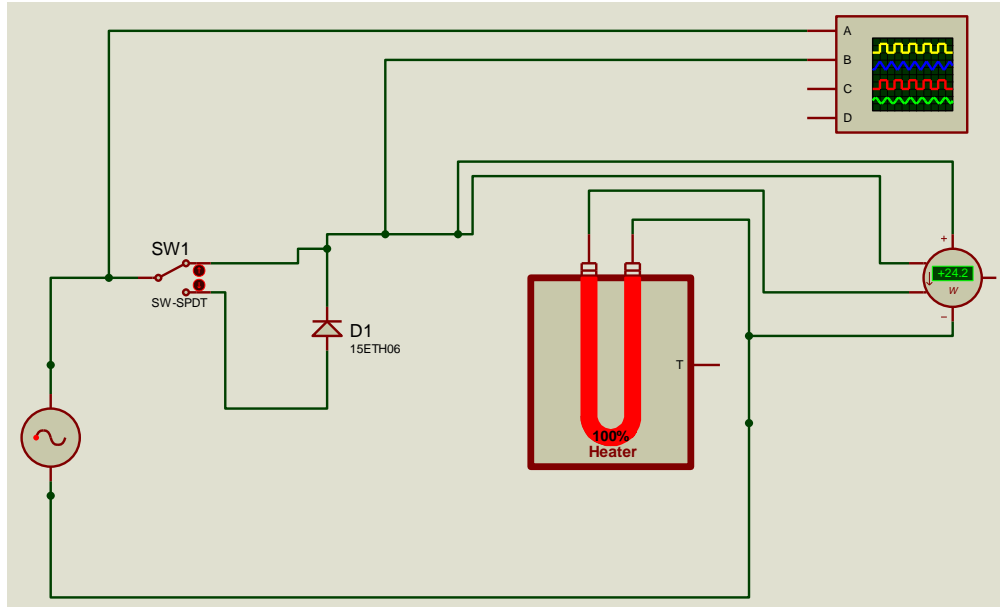 A
B
C
D
SW1
SW-SPDT
D1
15ETH06
+
+24.2
W
−
T
100%
Heater